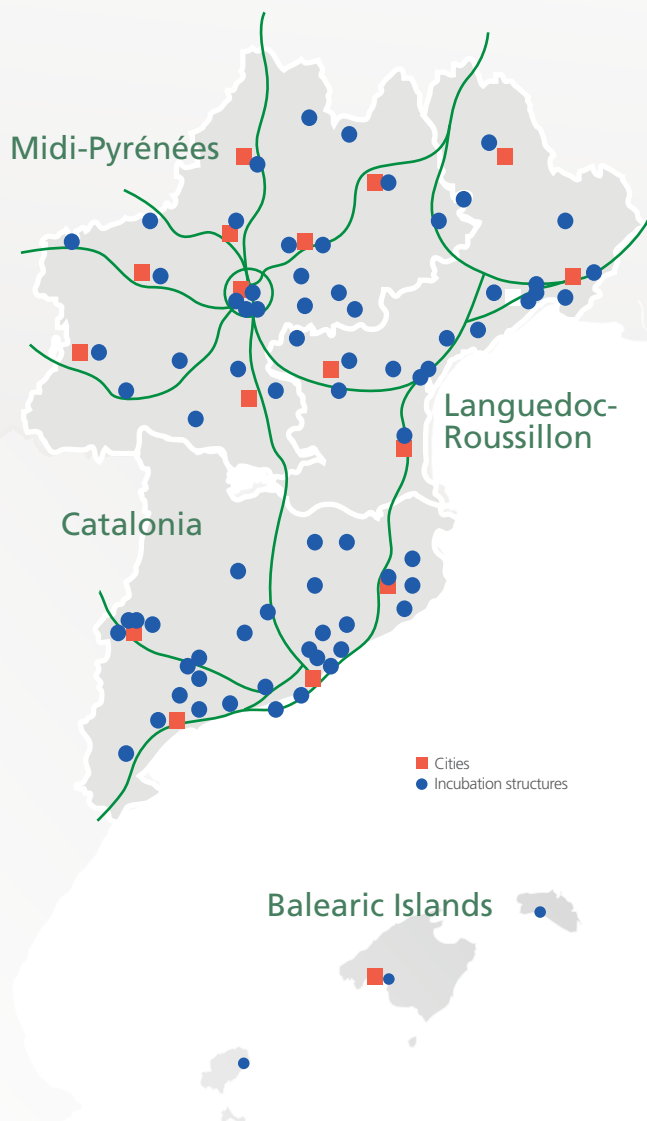 Midi-Pyrénées
Languedoc-
Roussillon
Catalonia
Cities
Incubation structures
Balearic Islands